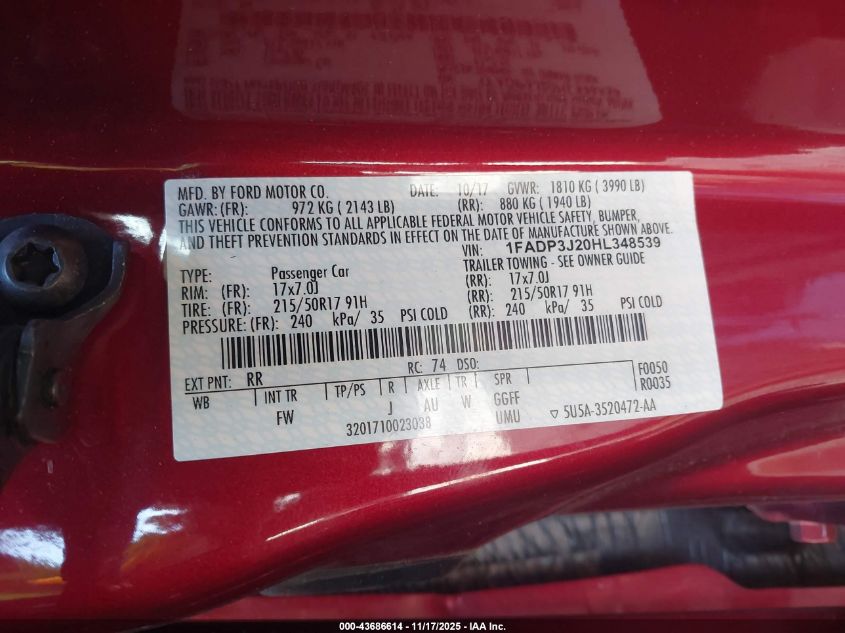 MFD. BY FORD MOTOR CO. DATE: 10/17 GVWR: 1810 KG ( 3990 LB)
GAWR: (FR): 972 KG ( 2143 LB) (RR): 880 KG ( 1940 LB)
THIS VEHICLE CONFORMS TO ALL APPLICABLE FEDERAL MOTOR VEHICLE SAFETY, BUMPER,
AND THEFT PREVENTION STANDARDS IN EFFECT ON THE DATE OF MANUFACTURE SHOWN ABOVE.
VIN: 1FADP3J20HL348539
TYPE: Passenger Car TRAILER TOWING - SEE OWNER GUIDE
RIM: (FR): 17x7.0J (RR): 17x7.0J
TIRE: (FR): 215/50R17 91H (RR): 215/50R17 91H
PRESSURE: (FR): 240 kPa/ 35 PSI COLD (RR): 240 kPa/ 35 PSI COLD
EXT PNT: RR RC: 74 DSO: F0050
R0035
WB INT TR TP/PS R AXLE TR SPR
FW J AU W GGFF
3201710023038 UMU ▽ 5U5A-3520472-AA
000-43686614 - 11/17/2025 - IAA Inc.